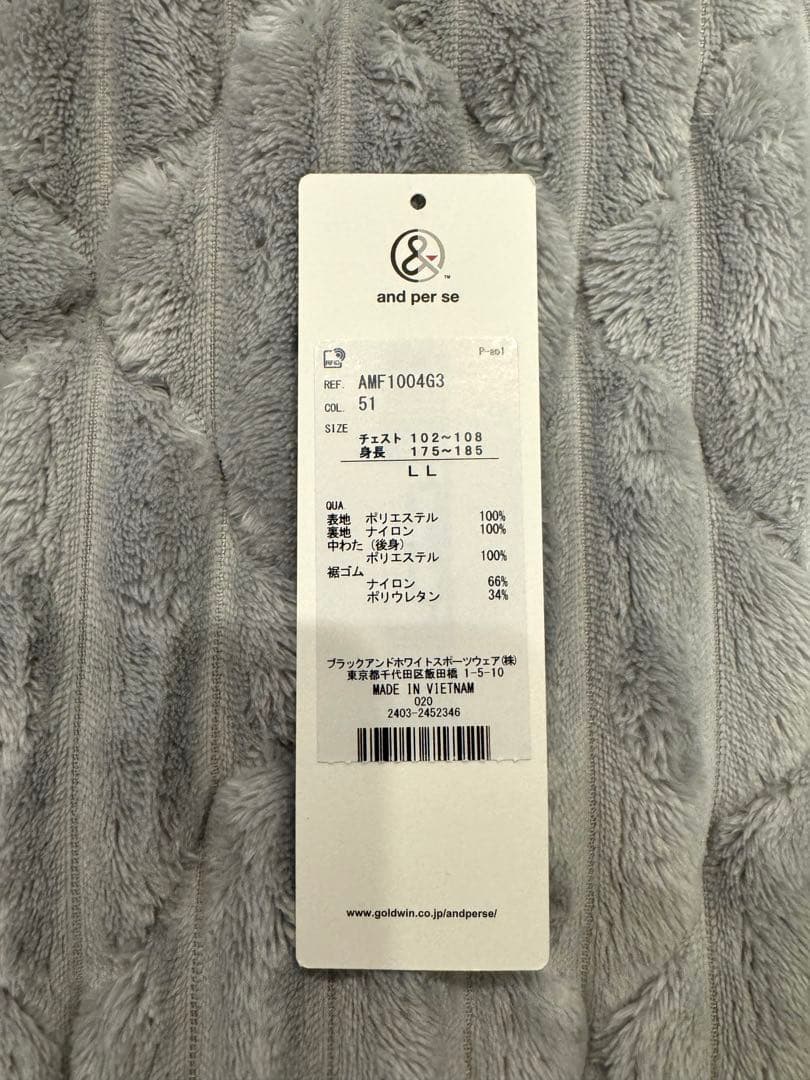 &
TM
and per se
RFID
P-ao1
REF. AMF1004G3
COL. 51
SIZE
チェスト 102~108
身長 175~185
LL
QUA.
表地 ポリエステル 100%
裏地 ナイロン 100%
中わた(後身)
ポリエステル 100%
裾ゴム
ナイロン 66%
ポリウレタン 34%
ブラックアンドホワイトスポーツウェア(株)
東京都千代田区飯田橋 1-5-10
MADE IN VIETNAM
020
2403-2452346
www.goldwin.co.jp/andperse/